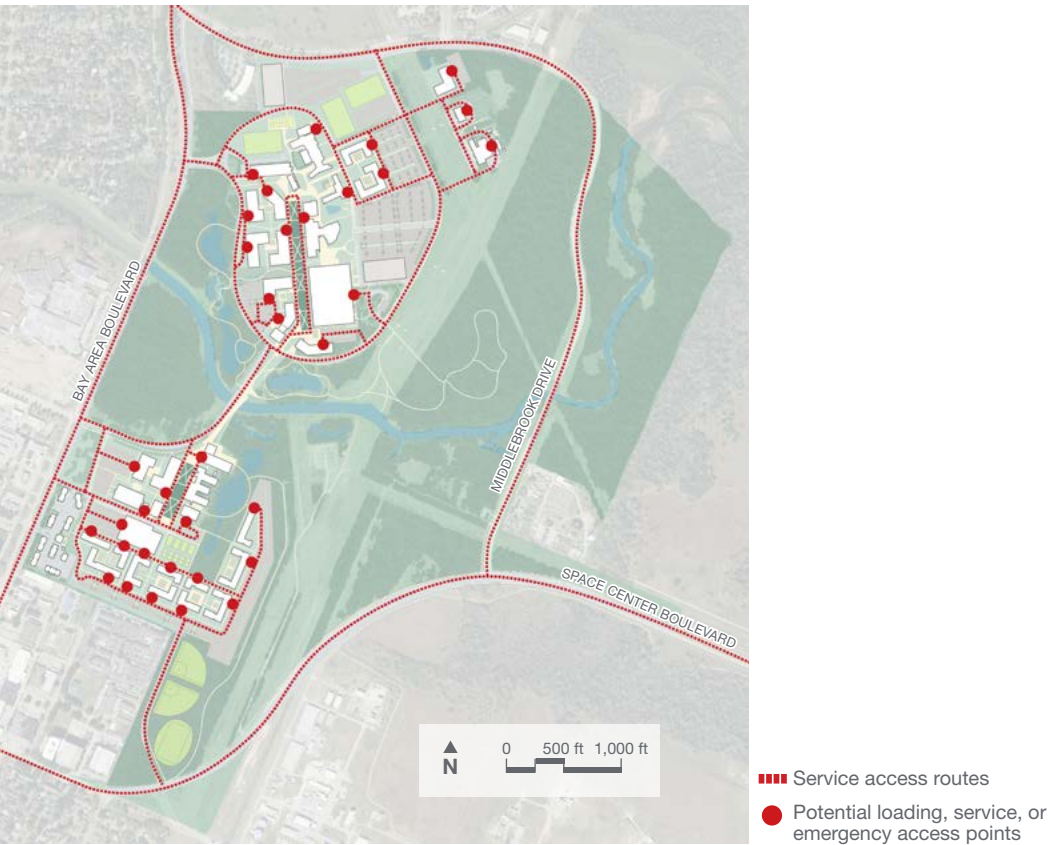 BAY AREA BOULEVARD
MIDDLEBROOK DRIVE
SPACE CENTER BOULEVARD
N
0 500 ft 1,000 ft
Service access routes
Potential loading, service, or
emergency access points